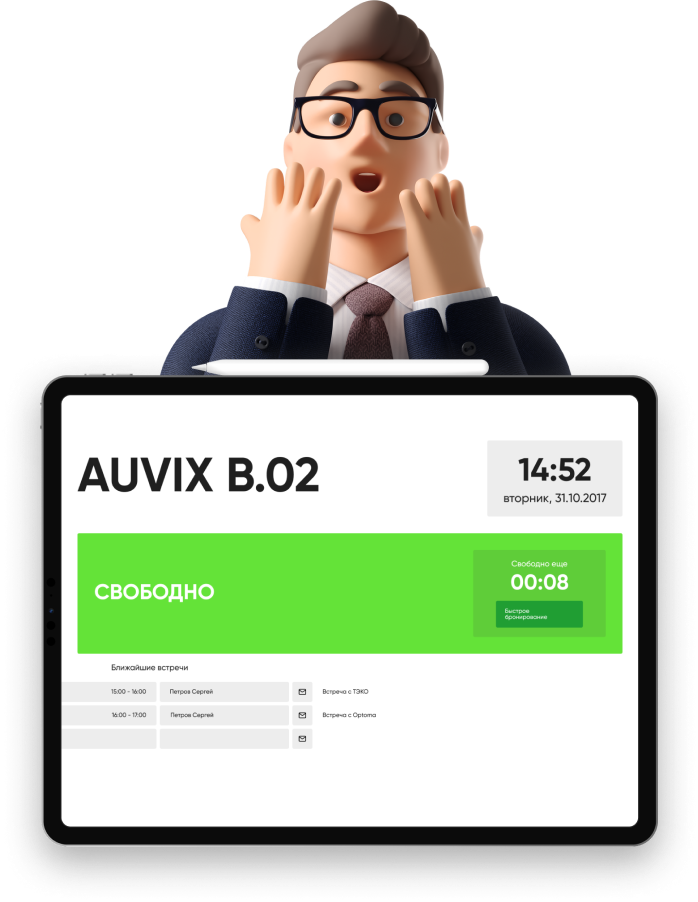 AUVIX B.02
14:52
вторник, 31.10.2017
СВОБОДНО
Свободно еще
00:08
Быстрое
бронирование
Ближайшие встречи
15:00 - 16:00 Петров Сергей Встреча с ТЭКО
16:00 - 17:00 Петров Сергей Встреча с Optoma